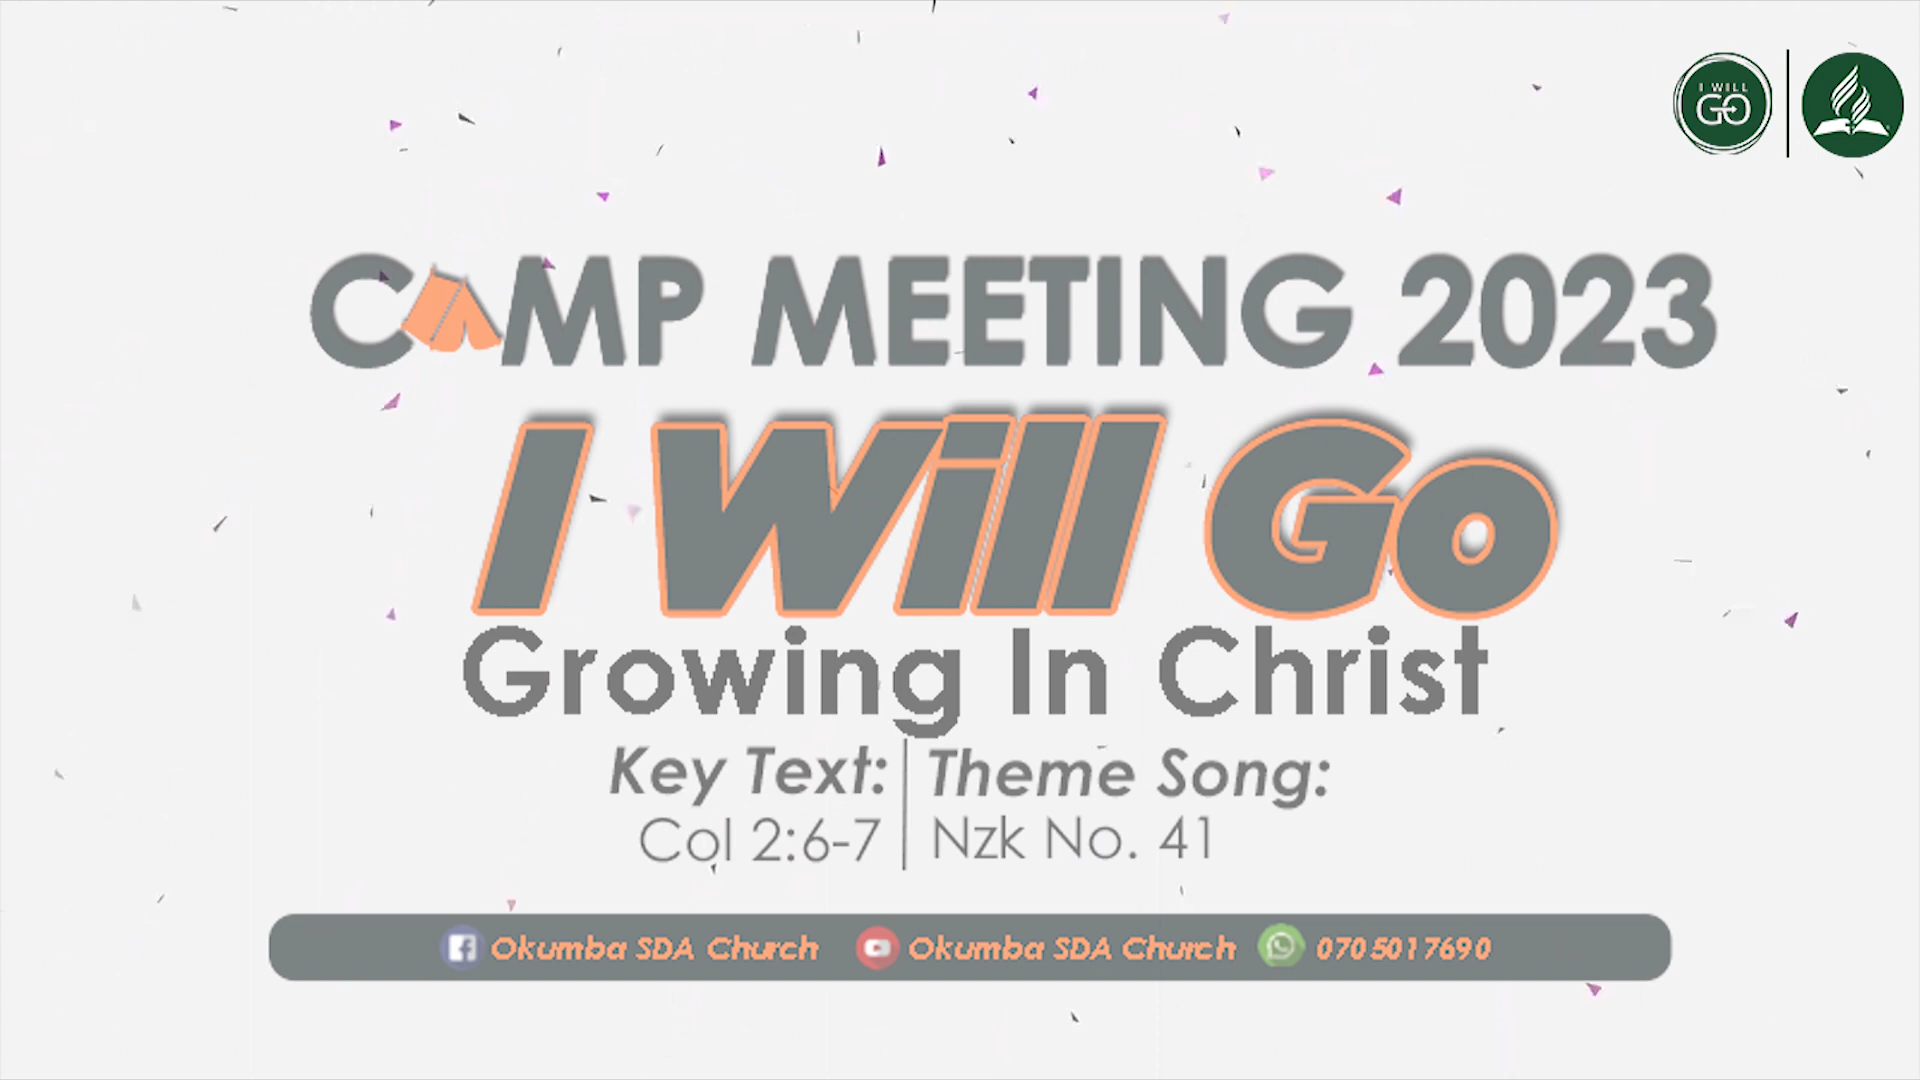 I WILL
GO
CAMP MEETING 2023
I Will Go
Growing In Christ
Key Text: Theme Song:
Col 2:6-7 Nzk No. 41
Okumba SDA Church Okumba SDA Church 0705017690